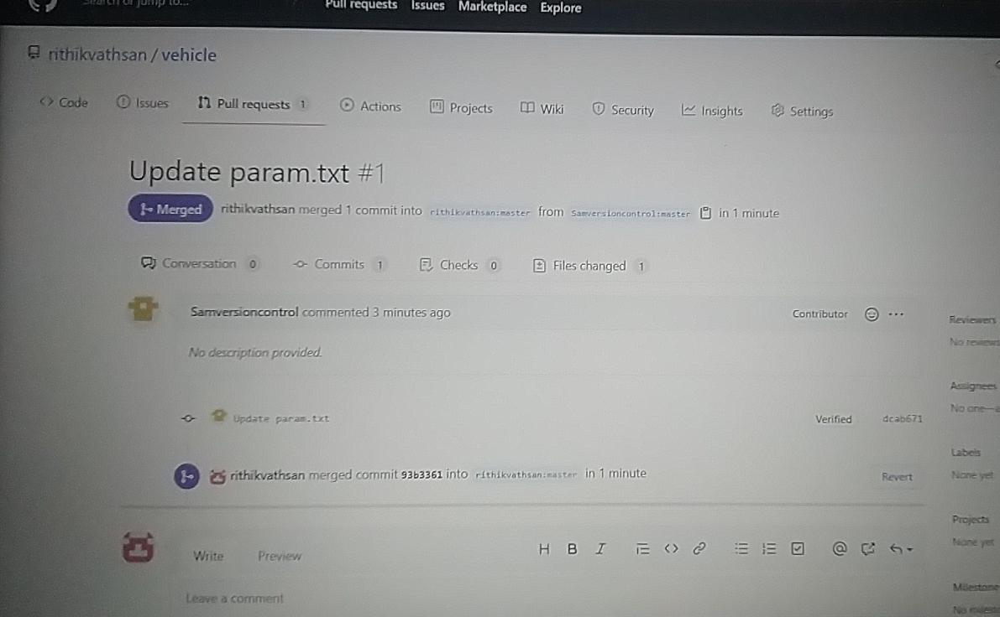 Search or jump to...
Pull requests Issues Marketplace Explore
rithikvathsan / vehicle
Code Issues Pull requests 1 Actions Projects Wiki Security Insights Settings
Update param.txt #1
Merged rithikvathsan merged 1 commit into rithikvathsan:master from Samversioncontrol:master in 1 minute
Conversation 0 Commits 1 Checks 0 Files changed 1
Samversioncontrol commented 3 minutes ago Contributor ...
Reviewers
No reviews
No description provided.
Assignees
No one—
Update param.txt Verified dcab671
Labels
rithikvathsan merged commit 93b3361 into rithikvathsan:master in 1 minute Revert
None yet
Projects
None yet
Write Preview H B I @
Milestone
Leave a comment
No